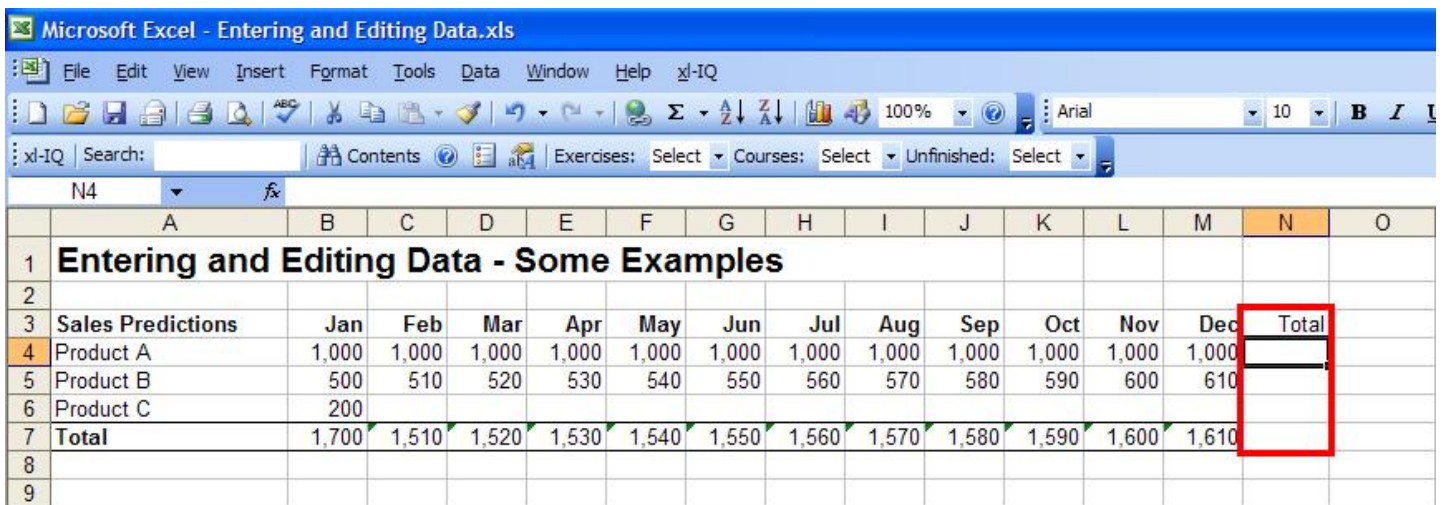 Microsoft Excel - Entering and Editing Data.xls
File Edit View Insert Format Tools Data Window Help xl-IQ
ABC Σ A Z Z A 100% Arial 10 B I U
xl-IQ Search: Contents Exercises: Select Courses: Select Unfinished: Select
N4 fx
A B C D E F G H I J K L M N O
1 Entering and Editing Data - Some Examples
2
3 Sales Predictions Jan Feb Mar Apr May Jun Jul Aug Sep Oct Nov Dec Total
4 Product A 1,000 1,000 1,000 1,000 1,000 1,000 1,000 1,000 1,000 1,000 1,000 1,000
5 Product B 500 510 520 530 540 550 560 570 580 590 600 610
6 Product C 200
7 Total 1,700 1,510 1,520 1,530 1,540 1,550 1,560 1,570 1,580 1,590 1,600 1,610
8
9